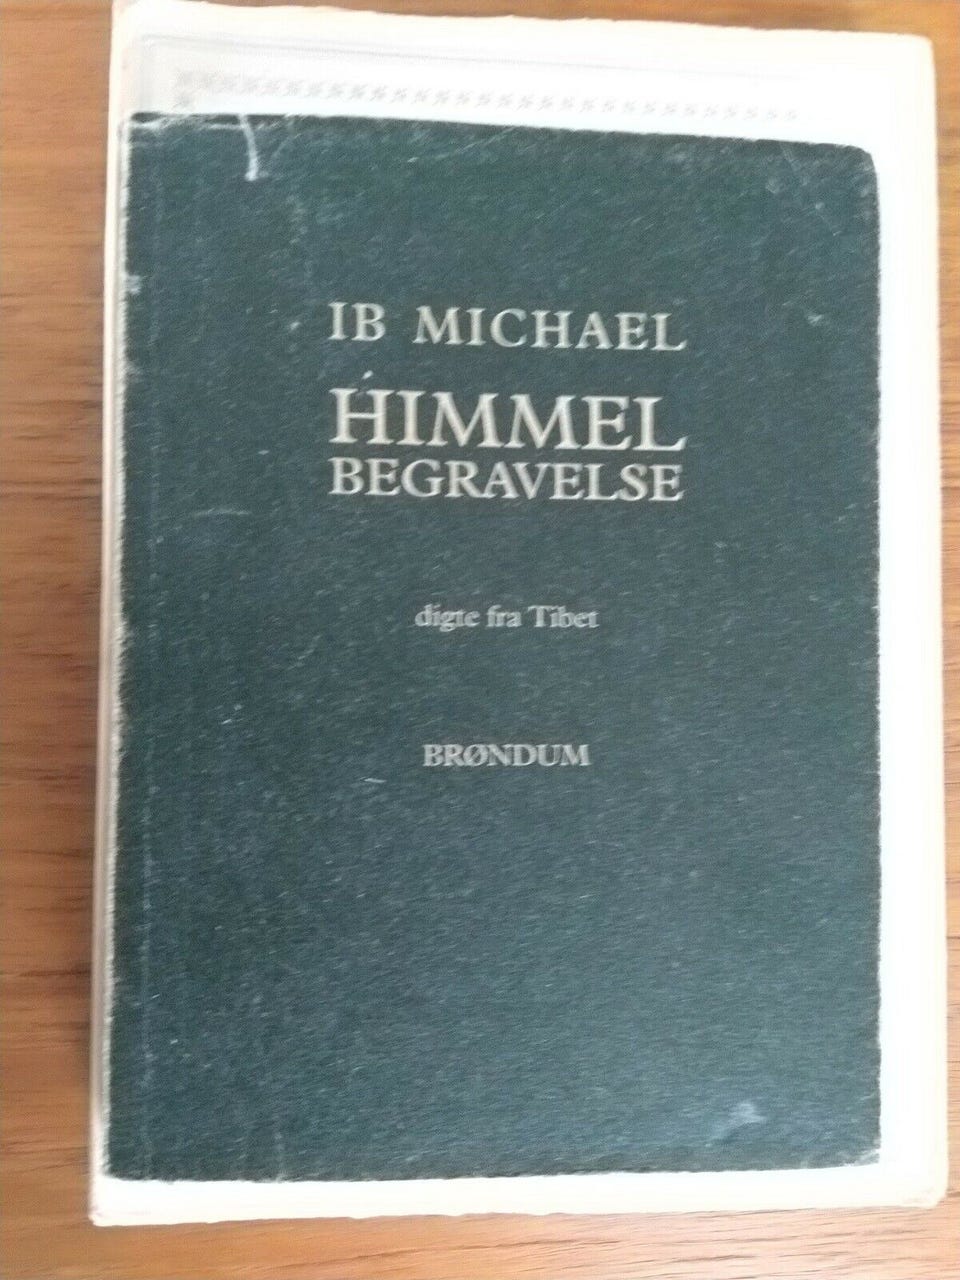 IB MICHAEL
HIMMEL
BEGRAVELSE
digte fra Tibet
BRØNDUM